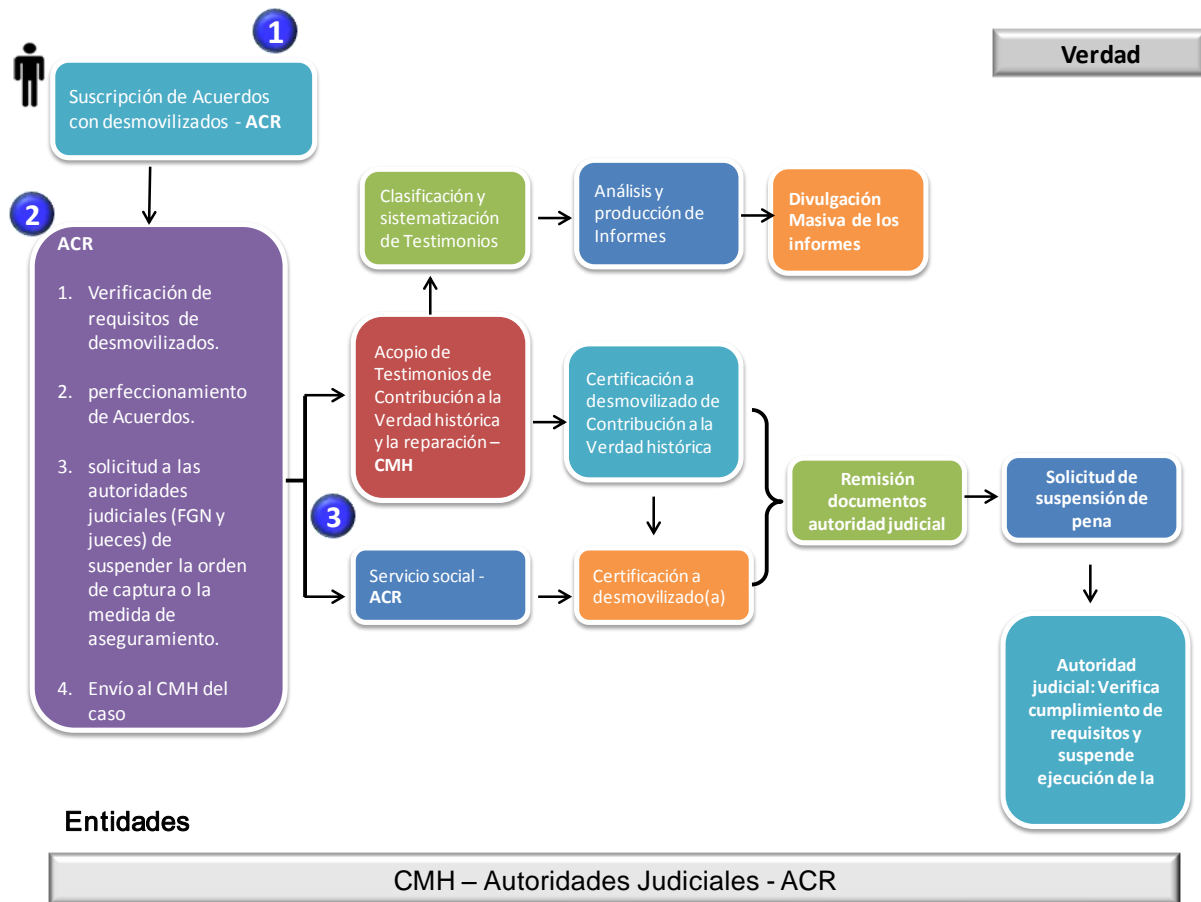 1
Verdad
Suscripción de Acuerdos
con desmovilizados - ACR
2
ACR
1. Verificación de
requisitos de
desmovilizados.
2. perfeccionamiento
de Acuerdos.
3. solicitud a las
autoridades
judiciales (FGN y
jueces) de
suspender la orden
de captura o la
medida de
aseguramiento.
4. Envío al CMH del
caso
Clasificación y
sistematización
de Testimonios
Análisis y
producción de
Informes
Divulgación
Masiva de los
informes
Acopio de
Testimonios de
Contribución a la
Verdad histórica
y la reparación –
CMH
Certificación a
desmovilizado de
Contribución a la
Verdad histórica
3
Servicio social -
ACR
Certificación a
desmovilizado(a)
Remisión
documentos
autoridad judicial
Solicitud de
suspensión de
pena
Autoridad
judicial: Verifica
cumplimiento de
requisitos y
suspende
ejecución de la
Entidades
CMH – Autoridades Judiciales - ACR